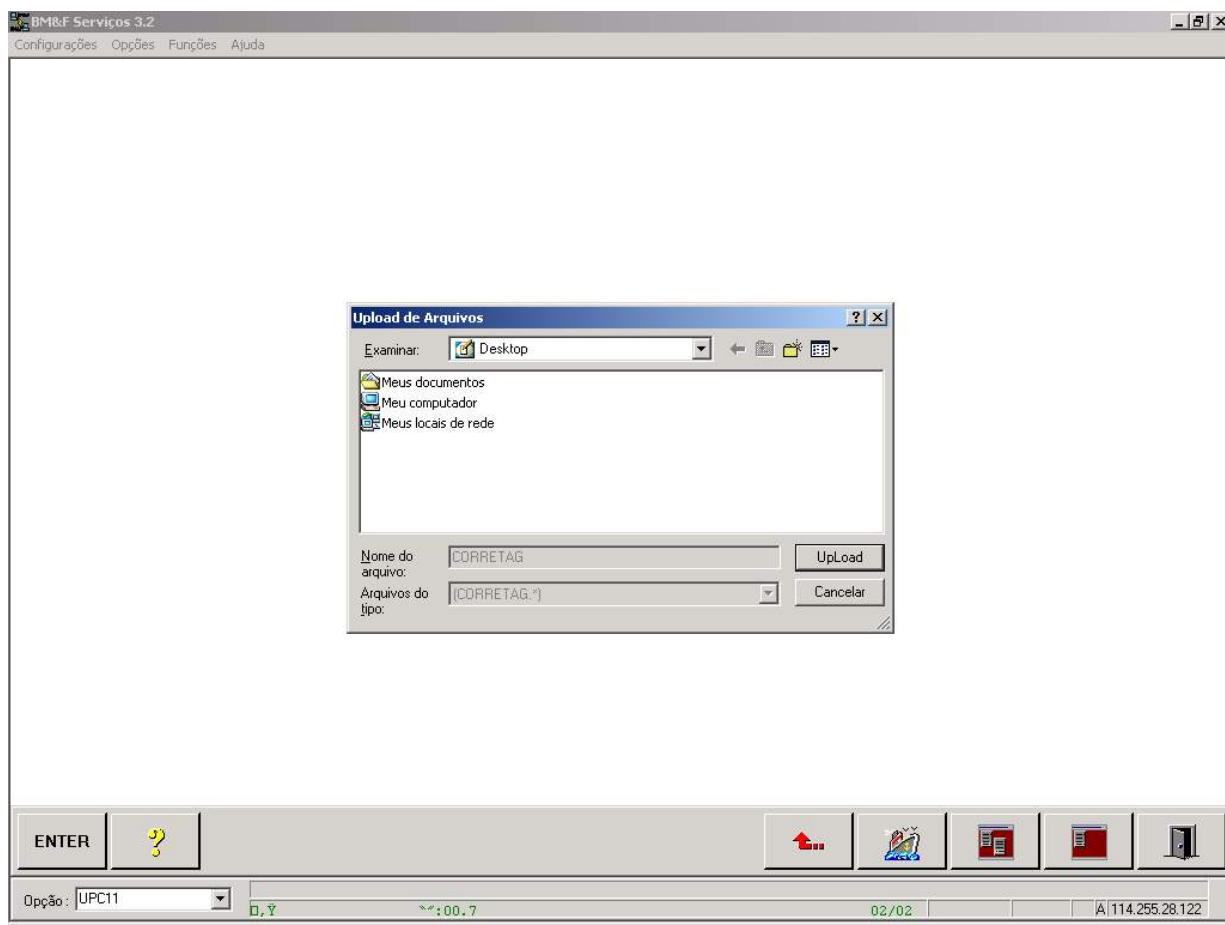 BM&F Serviços 3.2
Configurações Opções Funções Ajuda
Upload de Arquivos
Examinar: Desktop
Meus documentos
Meu computador
Meus locais de rede
Nome do arquivo: CORRETAG UpLoad
Arquivos do tipo: (CORRETAG.*) Cancelar
ENTER
Opção: UPC11
:00.7 02/02 A 114.255.28.122